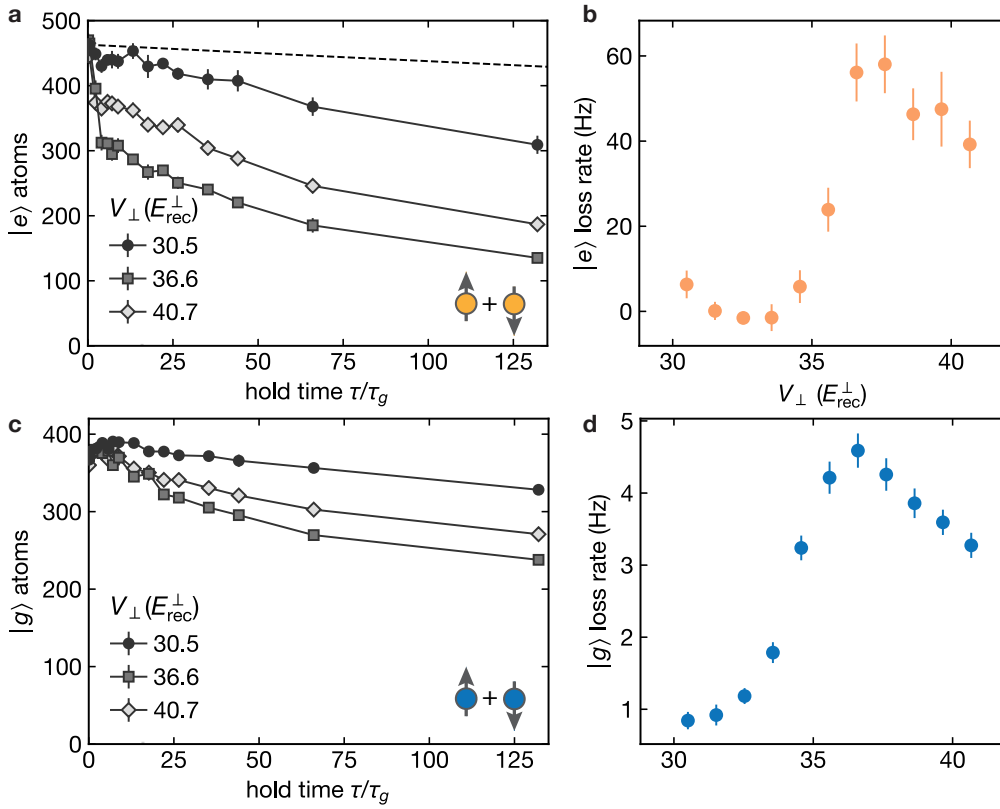 a
500
400
300
200
100
0
|e⟩ atoms
V⊥ (E⊥rec)
30.5
36.6
40.7
+
0 25 50 75 100 125
hold time τ/τg
b
60
40
20
0
|e⟩ loss rate (Hz)
30 35 40
V⊥ (E⊥rec)
c
400
300
200
100
0
|g⟩ atoms
V⊥ (E⊥rec)
30.5
36.6
40.7
+
0 25 50 75 100 125
hold time τ/τg
d
5
4
3
2
1
|g⟩ loss rate (Hz)
30 35 40